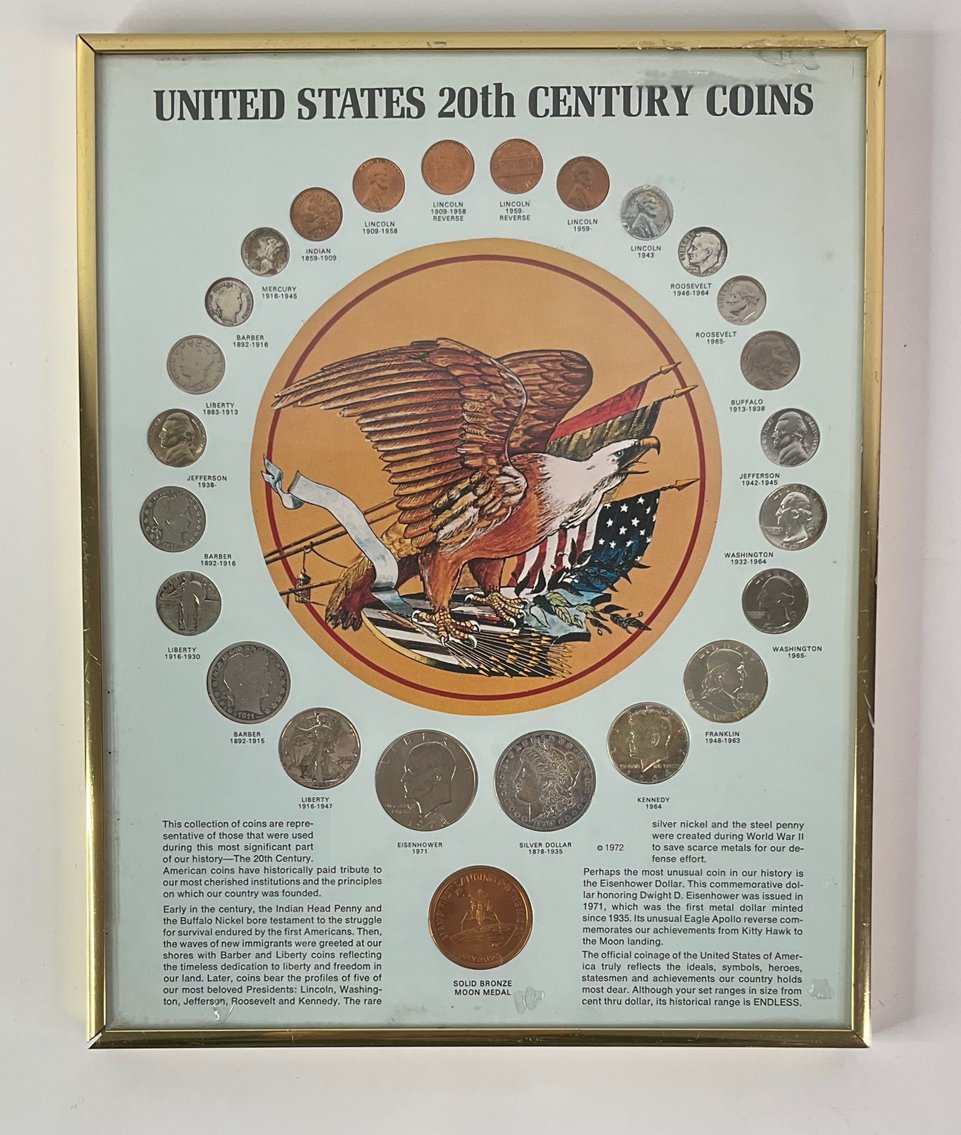 UNITED STATES 20th CENTURY COINS
LINCOLN
1909-1958
REVERSE
LINCOLN
1959-
REVERSE
LINCOLN
1909-1958
LINCOLN
1959-
INDIAN
1859-1909
LINCOLN
1943
MERCURY
1916-1945
ROOSEVELT
1946-1964
BARBER
1892-1916
ROOSEVELT
1965-
LIBERTY
1883-1913
BUFFALO
1913-1938
JEFFERSON
1938-
JEFFERSON
1942-1945
BARBER
1892-1916
WASHINGTON
1932-1964
LIBERTY
1916-1930
WASHINGTON
1965-
BARBER
1892-1915
FRANKLIN
1948-1963
LIBERTY
1916-1947
KENNEDY
1964
EISENHOWER
1971
SILVER DOLLAR
1878-1935
© 1972
This collection of coins are repre-
sentative of those that were used
during this most significant part
of our history—The 20th Century.
American coins have historically paid tribute to
our most cherished institutions and the principles
on which our country was founded.
Early in the century, the Indian Head Penny and
the Buffalo Nickel bore testament to the struggle
for survival endured by the first Americans. Then,
the waves of new immigrants were greeted at our
shores with Barber and Liberty coins reflecting
the timeless dedication to liberty and freedom in
our land. Later, coins bear the profiles of five of
our most beloved Presidents: Lincoln, Washing-
ton, Jefferson, Roosevelt and Kennedy. The rare
SOLID BRONZE
MOON MEDAL
silver nickel and the steel penny
were created during World War II
to save scarce metals for our de-
fense effort.
Perhaps the most unusual coin in our history is
the Eisenhower Dollar. This commemorative dol-
lar honoring Dwight D. Eisenhower was issued in
1971, which was the first metal dollar minted
since 1935. Its unusual Eagle Apollo reverse com-
memorates our achievements from Kitty Hawk to
the Moon landing.
The official coinage of the United States of Amer-
ica truly reflects the ideals, symbols, heroes,
statesmen and achievements our country holds
most dear. Although your set ranges in size from
cent thru dollar, its historical range is ENDLESS.